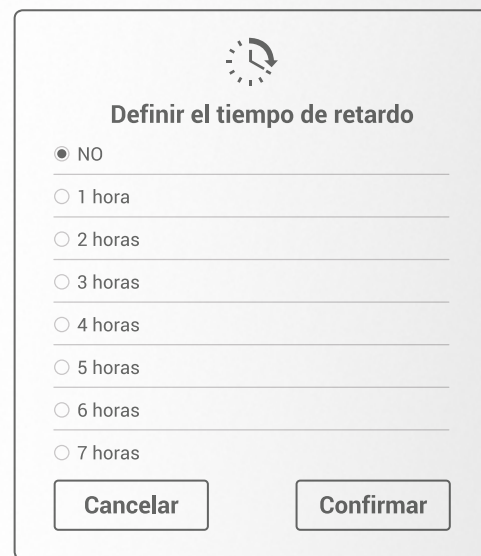 Definir el tiempo de retardo
NO
1 hora
2 horas
3 horas
4 horas
5 horas
6 horas
7 horas
Cancelar Confirmar